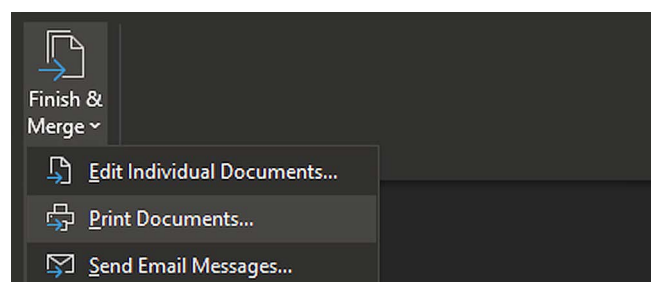 Finish &
Merge
Edit Individual Documents...
Print Documents...
Send Email Messages...